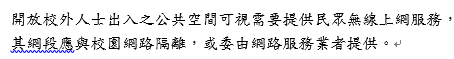 開放校外人士出入之公共空間可視需要提供民眾無線上網服務，
其網段應與校園網路隔離，或委由網路服務業者提供。↵